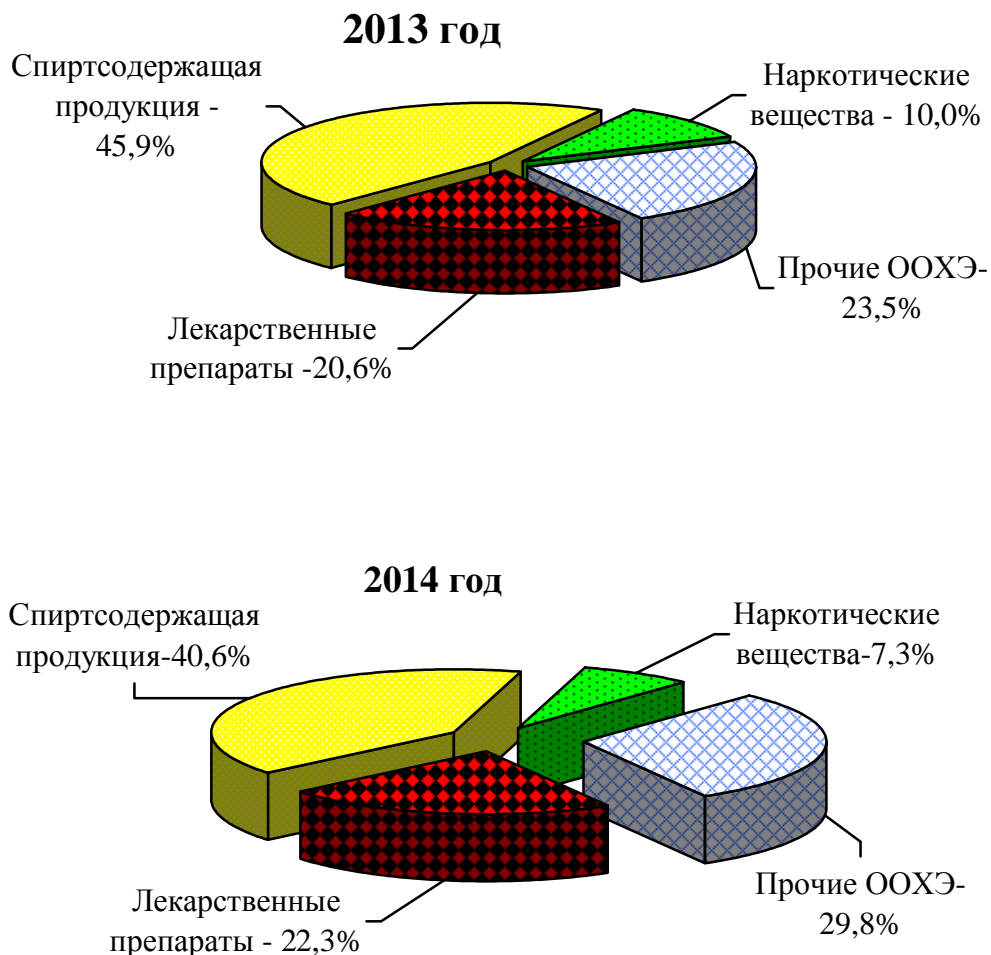 2013 год
Спиртсодержащая
продукция -
45,9%
Наркотические
вещества - 10,0%
Прочие ООХЭ-
23,5%
Лекарственные
препараты -20,6%
2014 год
Спиртсодержащая
продукция-40,6%
Наркотические
вещества-7,3%
Прочие ООХЭ-
29,8%
Лекарственные
препараты - 22,3%